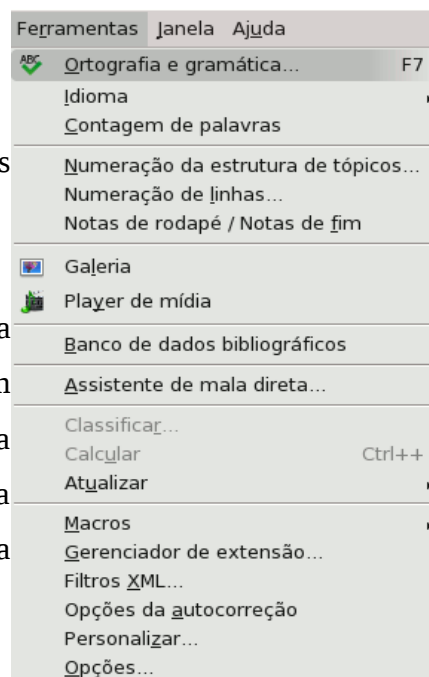 Ferramentas Janela Ajuda
ABC Ortografia e gramática... F7
Idioma
Contagem de palavras
s
Numeração da estrutura de tópicos...
Numeração de linhas...
Notas de rodapé / Notas de fim
Galeria
Player de mídia
a
Banco de dados bibliográficos
n
Assistente de mala direta...
a
Classificar...
Calcular Ctrl++
a
Atualizar
Macros
a
Gerenciador de extensão...
Filtros XML...
Opções da autocorreção
Personalizar...
Opções...